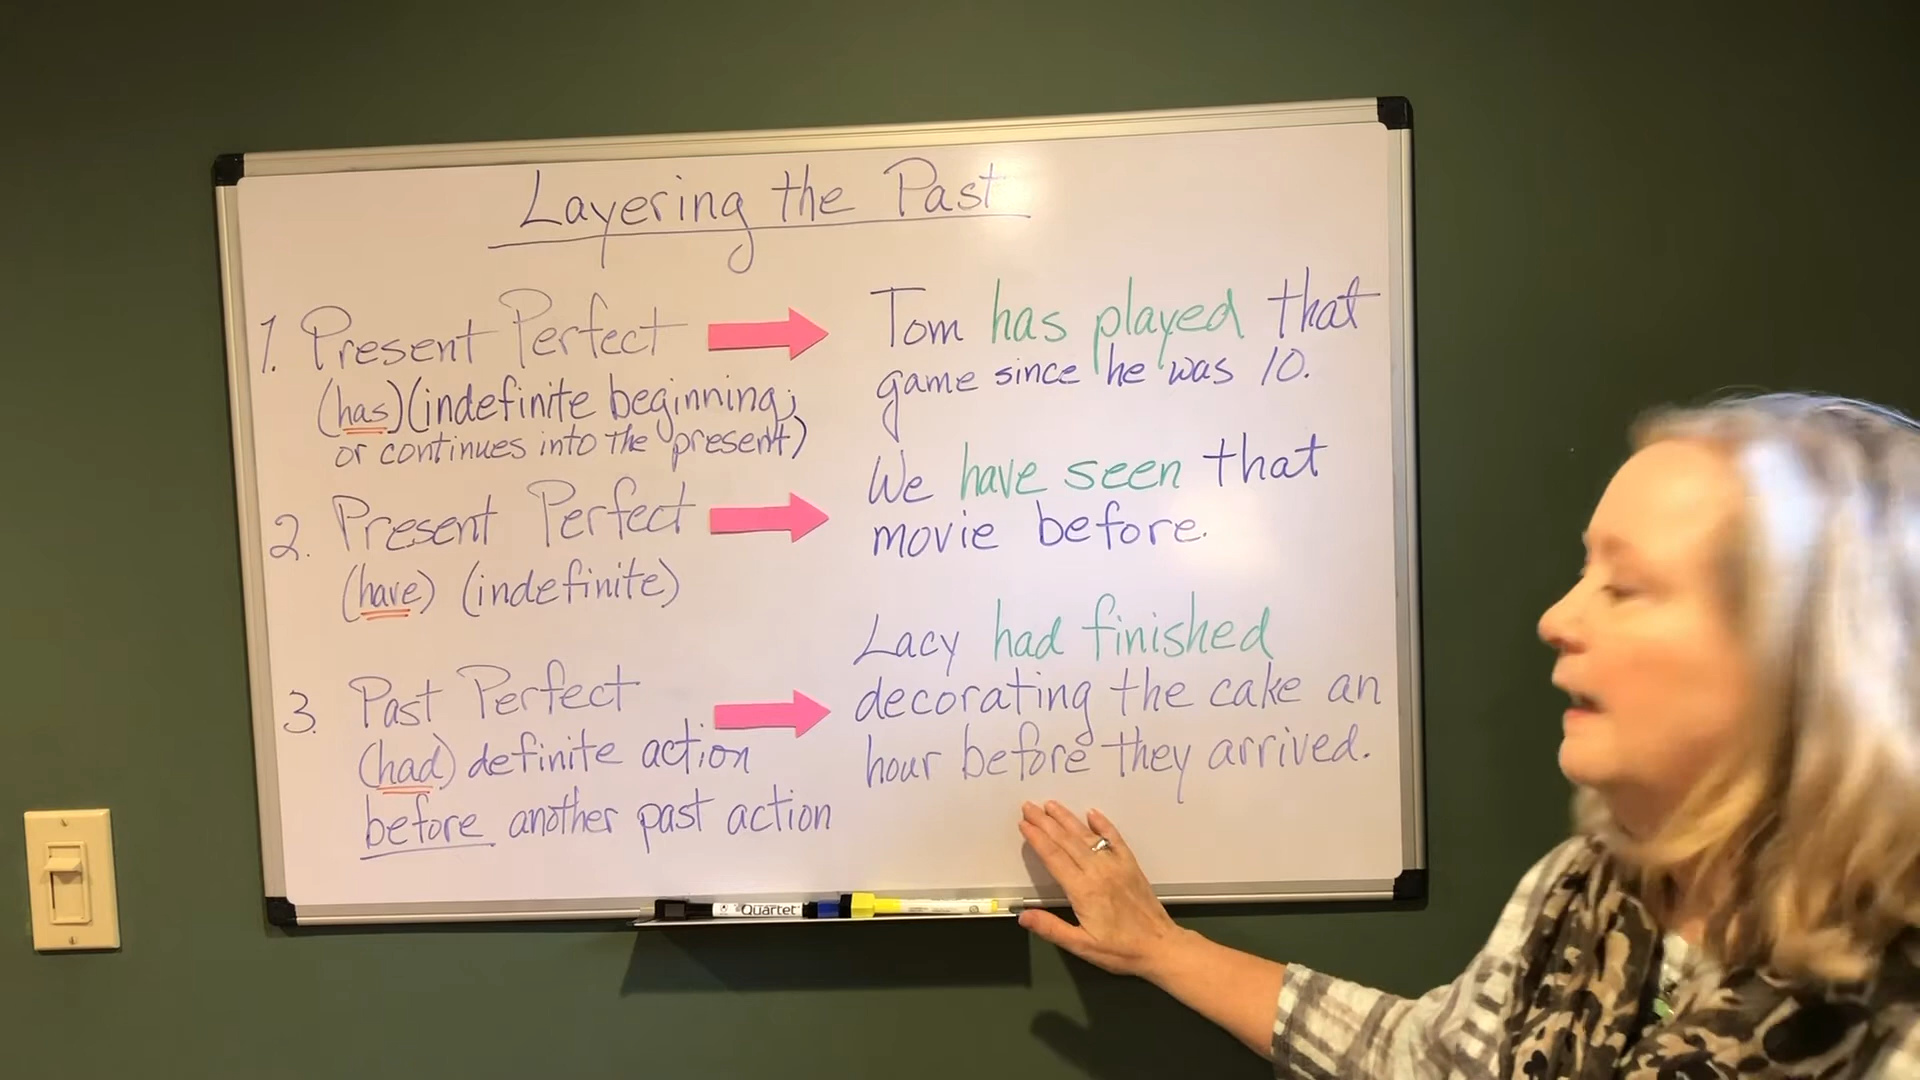 Layering the Past
1. Present Perfect
(has) (indefinite beginning;
or continues into the present)
Tom has played that
game since he was 10.
2. Present Perfect
(have) (indefinite)
We have seen that
movie before.
3. Past Perfect
(had) definite action
before another past action
Lacy had finished
decorating the cake an
hour before they arrived.
Quartet